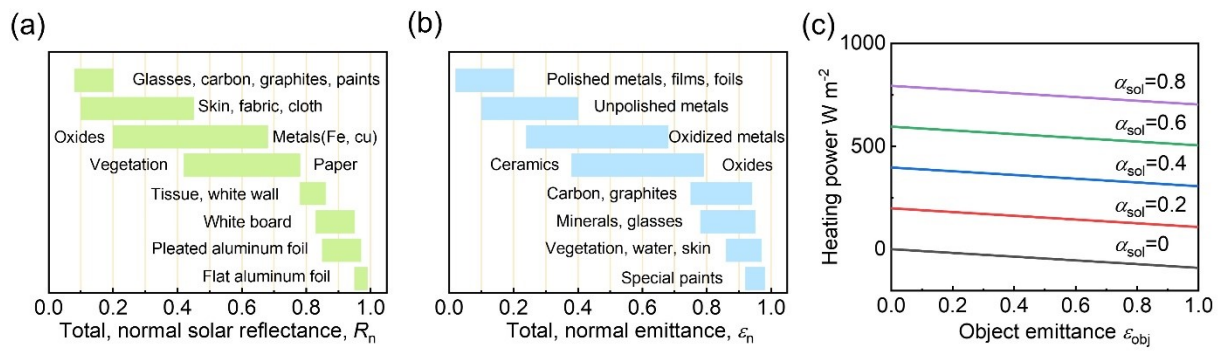 (a)
Glasses, carbon, graphites, paints
Skin, fabric, cloth
Oxides Metals(Fe, cu)
Vegetation Paper
Tissue, white wall
White board
Pleated aluminum foil
Flat aluminum foil
0.0 0.2 0.4 0.6 0.8 1.0
Total, normal solar reflectance, Rn
(b)
Polished metals, films, foils
Unpolished metals
Oxidized metals
Ceramics Oxides
Carbon, graphites
Minerals, glasses
Vegetation, water, skin
Special paints
0.0 0.2 0.4 0.6 0.8 1.0
Total, normal emittance, εn
(c)
Heating power W m-2
1000
500
0
αsol=0.8
αsol=0.6
αsol=0.4
αsol=0.2
αsol=0
0.0 0.2 0.4 0.6 0.8 1.0
Object emittance εobj